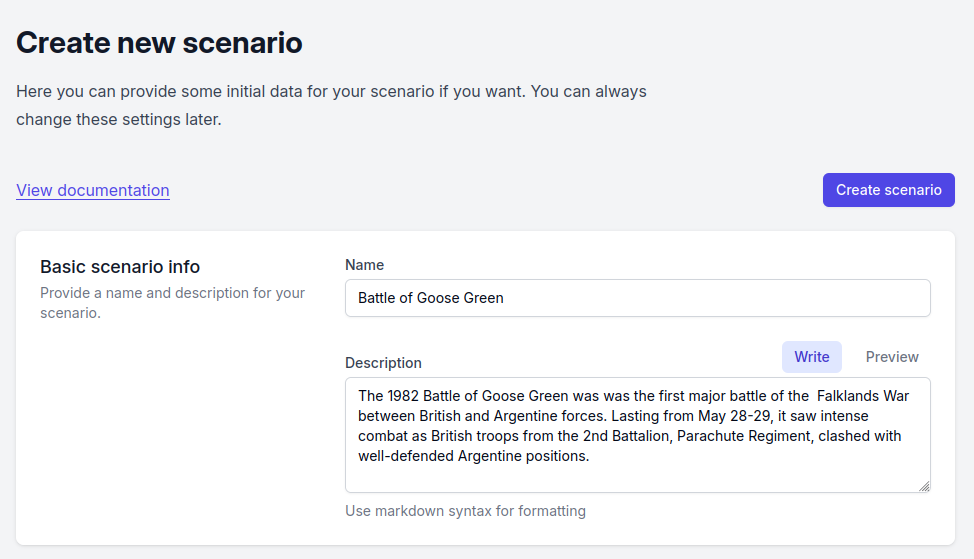 Create new scenario
Here you can provide some initial data for your scenario if you want. You can always
change these settings later.
View documentation
Create scenario
Basic scenario info
Provide a name and description for your
scenario.
Name
Battle of Goose Green
Description
Write
Preview
The 1982 Battle of Goose Green was was the first major battle of the  Falklands War
between British and Argentine forces. Lasting from May 28-29, it saw intense
combat as British troops from the 2nd Battalion, Parachute Regiment, clashed with
well-defended Argentine positions.
Use markdown syntax for formatting